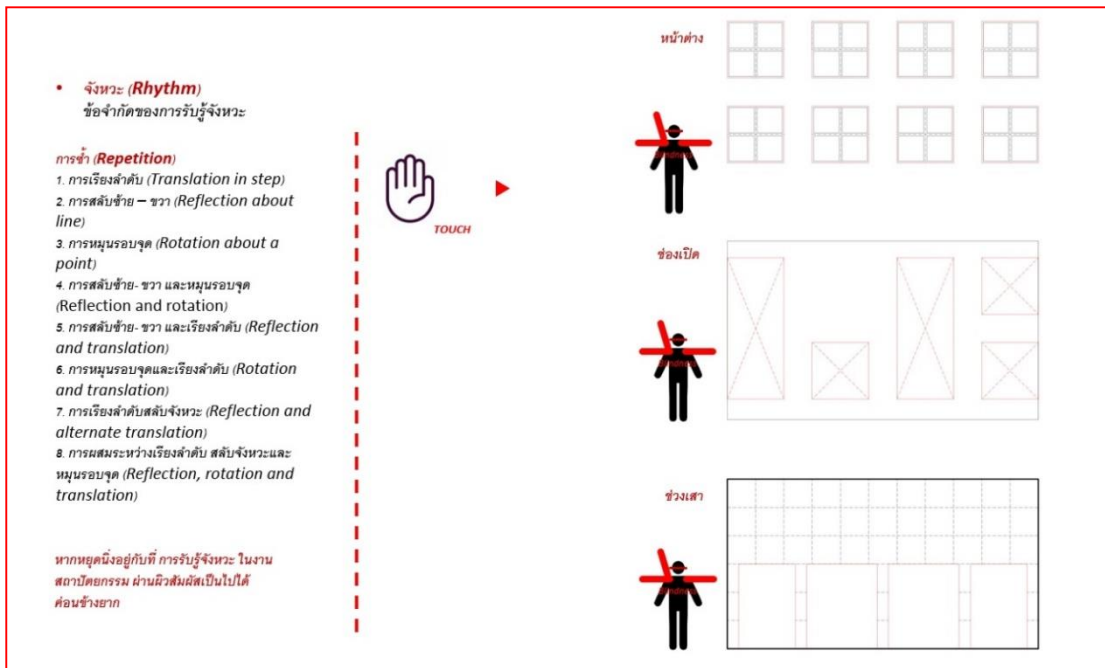 • จังหวะ (Rhythm)
ข้อจำกัดของการรับรู้จังหวะ
การซ้ำ (Repetition)
1. การเรียงลำดับ (Translation in step)
2. การสลับซ้าย – ขวา (Reflection about
line)
3. การหมุนรอบจุด (Rotation about a
point)
4. การสลับซ้าย- ขวา และหมุนรอบจุด
(Reflection and rotation)
5. การสลับซ้าย- ขวา และเรียงลำดับ (Reflection
and translation)
6. การหมุนรอบจุดและเรียงลำดับ (Rotation
and translation)
7. การเรียงลำดับสลับจังหวะ (Reflection and
alternate translation)
8. การผสมระหว่างเรียงลำดับ สลับจังหวะและ
หมุนรอบจุด (Reflection, rotation and
translation)
หากหยุดนิ่งอยู่กับที่ การรับรู้จังหวะ ในงาน
สถาปัตยกรรม ผ่านผิวสัมผัสเป็นไปได้
ค่อนข้างยาก
TOUCH
หน้าต่าง
Blindness
ช่องเปิด
Blindness
ช่วงเสา
Blindness